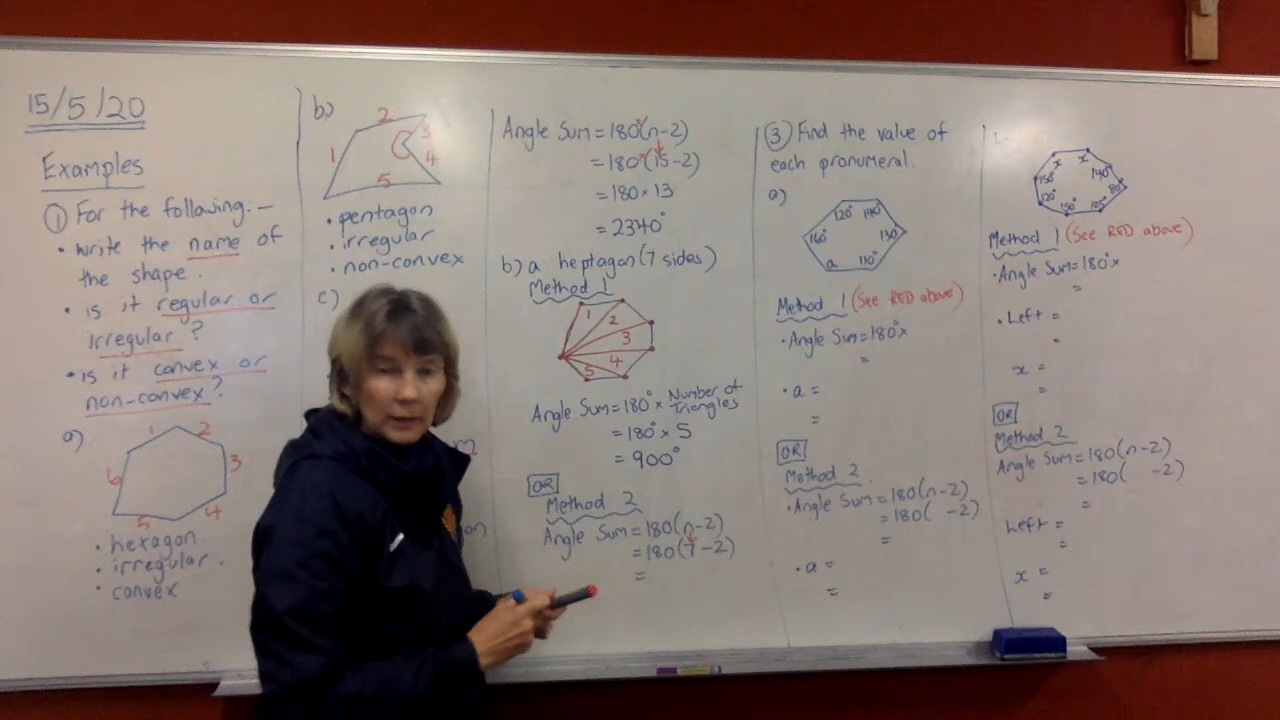 15/5/20
Examples
① For the following:-
• write the name of
the shape.
• is it regular or
irregular?
• is it convex or
non-convex?
a)
1
2
3
4
5
6
• hexagon
• irregular.
• convex
b)
1
2
3
4
5
• pentagon
• irregular
• non-convex
c)
Angle Sum = 180°(n-2)
= 180°(15-2)
= 180 × 13
= 2340°
b) a heptagon (7 sides)
Method 1
1
2
3
4
5
Angle Sum = 180° × Number of Triangles
= 180° × 5
= 900°
OR
Method 2
Angle Sum = 180(n-2)
= 180(7-2)
=
③ Find the value of
each pronumeral.
a)
120° 140°
160° 130°
a 110°
Method 1 (See RED above)
• Angle Sum = 180°×
=
• a =
=
OR
Method 2.
• Angle Sum = 180(n-2)
= 180( -2)
=
• a =
=
x x
150° 140°
120° 150° 105° 80°
Method 1 (See RED above)
• Angle Sum = 180°×
=
• Left =
•
x =
=
OR
Method 2
Angle Sum = 180(n-2)
= 180( -2)
=
Left =
=
x =
=